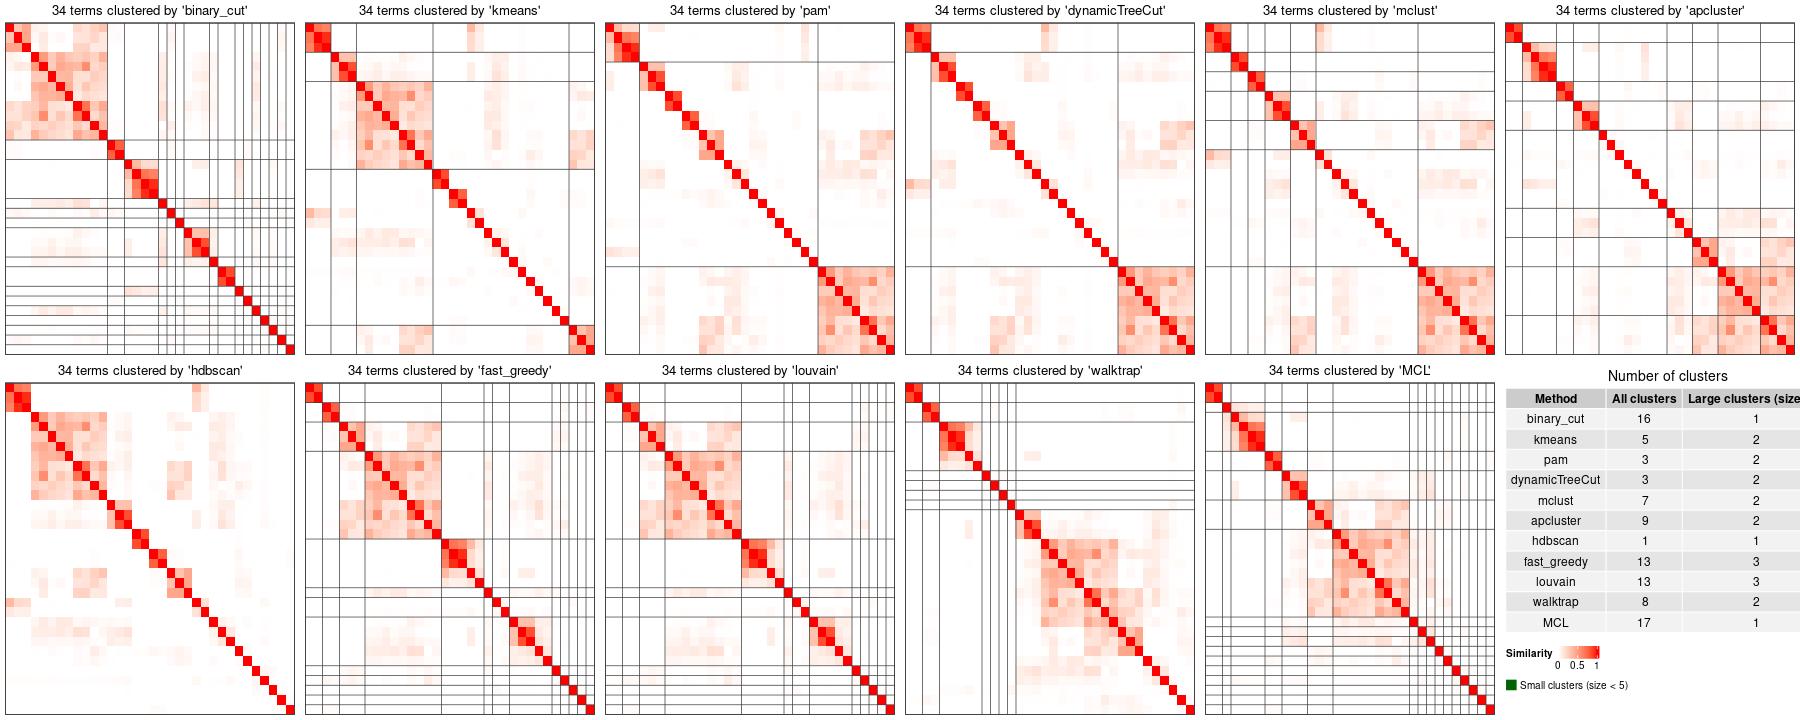 34 terms clustered by 'binary_cut'
34 terms clustered by 'kmeans'
34 terms clustered by 'pam'
34 terms clustered by 'dynamicTreeCut'
34 terms clustered by 'mclust'
34 terms clustered by 'apcluster'
34 terms clustered by 'hdbscan'
34 terms clustered by 'fast_greedy'
34 terms clustered by 'louvain'
34 terms clustered by 'walktrap'
34 terms clustered by 'MCL'
Number of clusters
Method All clusters Large clusters (size
binary_cut 16 1
kmeans 5 2
pam 3 2
dynamicTreeCut 3 2
mclust 7 2
apcluster 9 2
hdbscan 1 1
fast_greedy 13 3
louvain 13 3
walktrap 8 2
MCL 17 1
Similarity
0 0.5 1
Small clusters (size < 5)